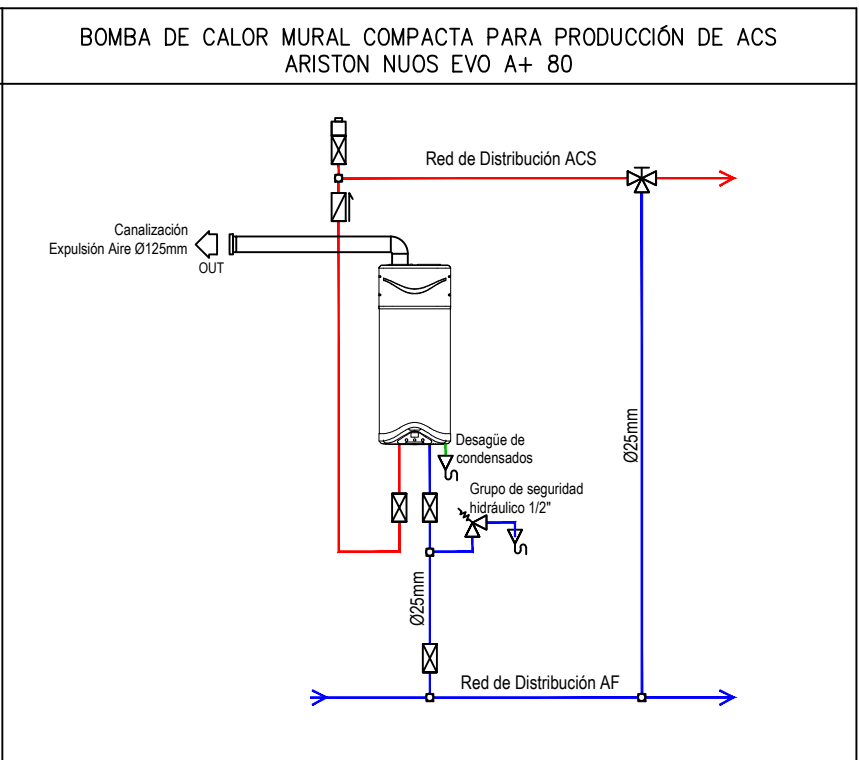 BOMBA DE CALOR MURAL COMPACTA PARA PRODUCCIÓN DE ACS
ARISTON NUOS EVO A+ 80
Red de Distribución ACS
Canalización
Expulsión Aire Ø125mm
OUT
Ø25mm
Desagüe de
condensados
Grupo de seguridad
hidráulico 1/2"
Ø25mm
Red de Distribución AF